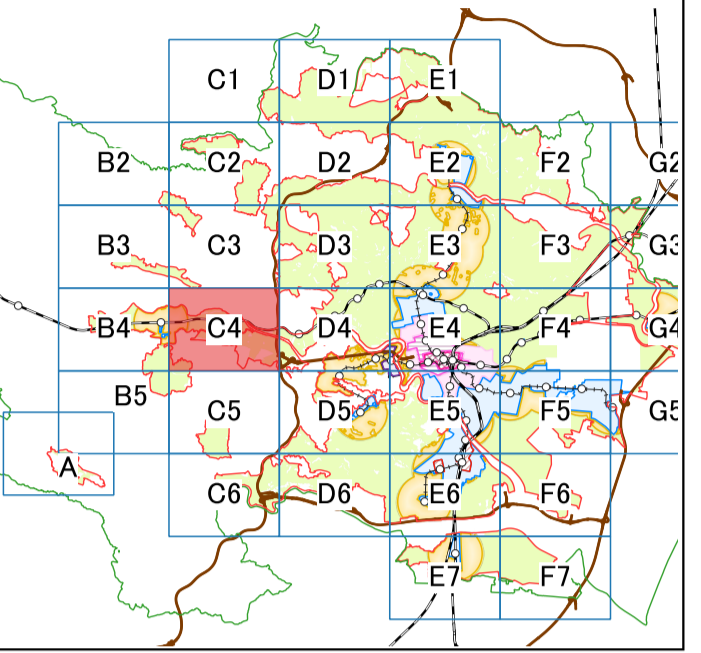 C1 D1 E1
B2 C2 D2 E2 F2 G2
B3 C3 D3 E3 F3 G3
B4 C4 D4 E4 F4 G4
B5 C5 D5 E5 F5 G5
A C6 D6 E6 F6
E7 F7